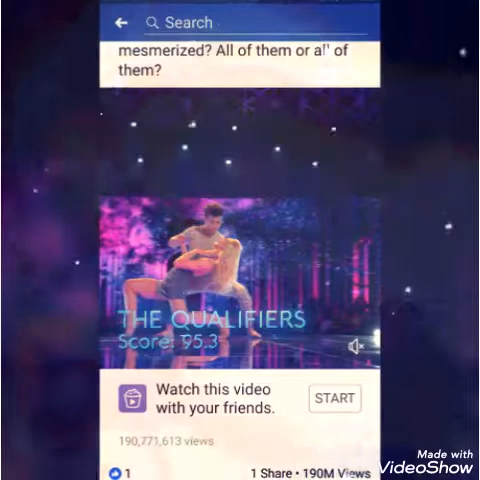 Search
mesmerized? All of them or all of
them?
THE QUALIFIERS
Score: 95.3
Watch this video
with your friends.
START
190,771,613 views
1
1 Share • 190M Views
Made with
VideoShow